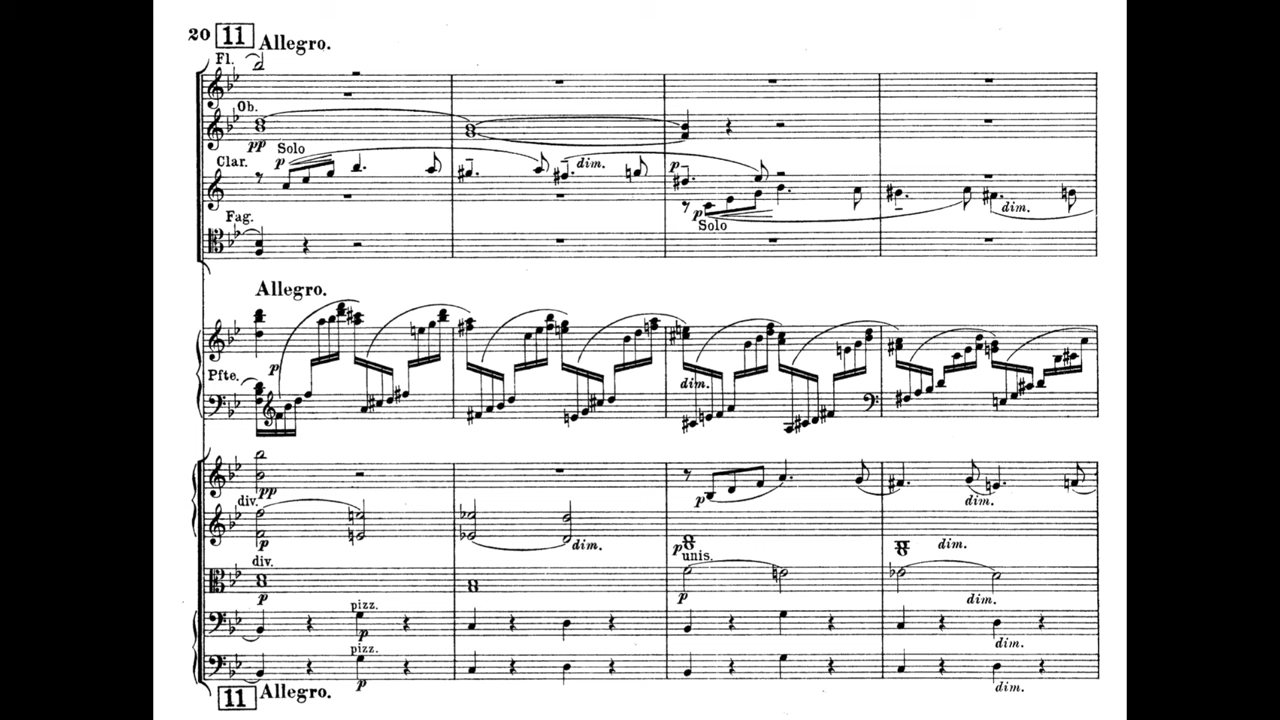 20 11 Allegro.
Fl.
Ob.
pp
Solo
Clar. p dim. p
p dim.
Solo
Fag.
Allegro.
p
Pfte. dim.
pp p dim.
div.
p dim. p dim.
div. unis.
p p dim.
pizz.
p dim.
pizz.
p dim.
11 Allegro.